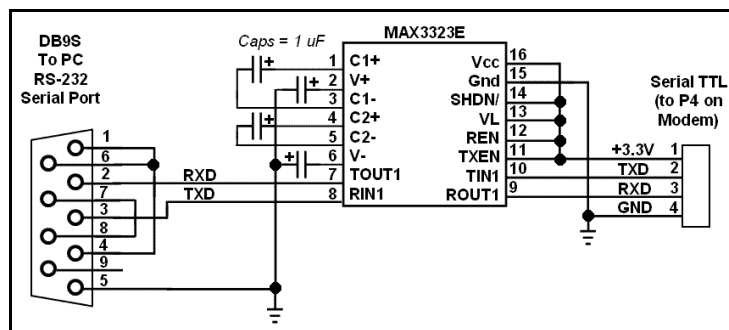 DB9S
To PC
RS-232
Serial Port
1
6
2
7
3
8
4
9
5
Caps = 1 uF
+
+
+
+
RXD
TXD
MAX3323E
1 C1+
2 V+
3 C1-
4 C2+
5 C2-
6 V-
7 TOUT1
8 RIN1
Vcc 16
Gnd 15
SHDN/ 14
VL 13
REN 12
TXEN 11
TIN1 10
ROUT1 9
Serial TTL
(to P4 on
Modem)
+3.3V 1
TXD 2
RXD 3
GND 4